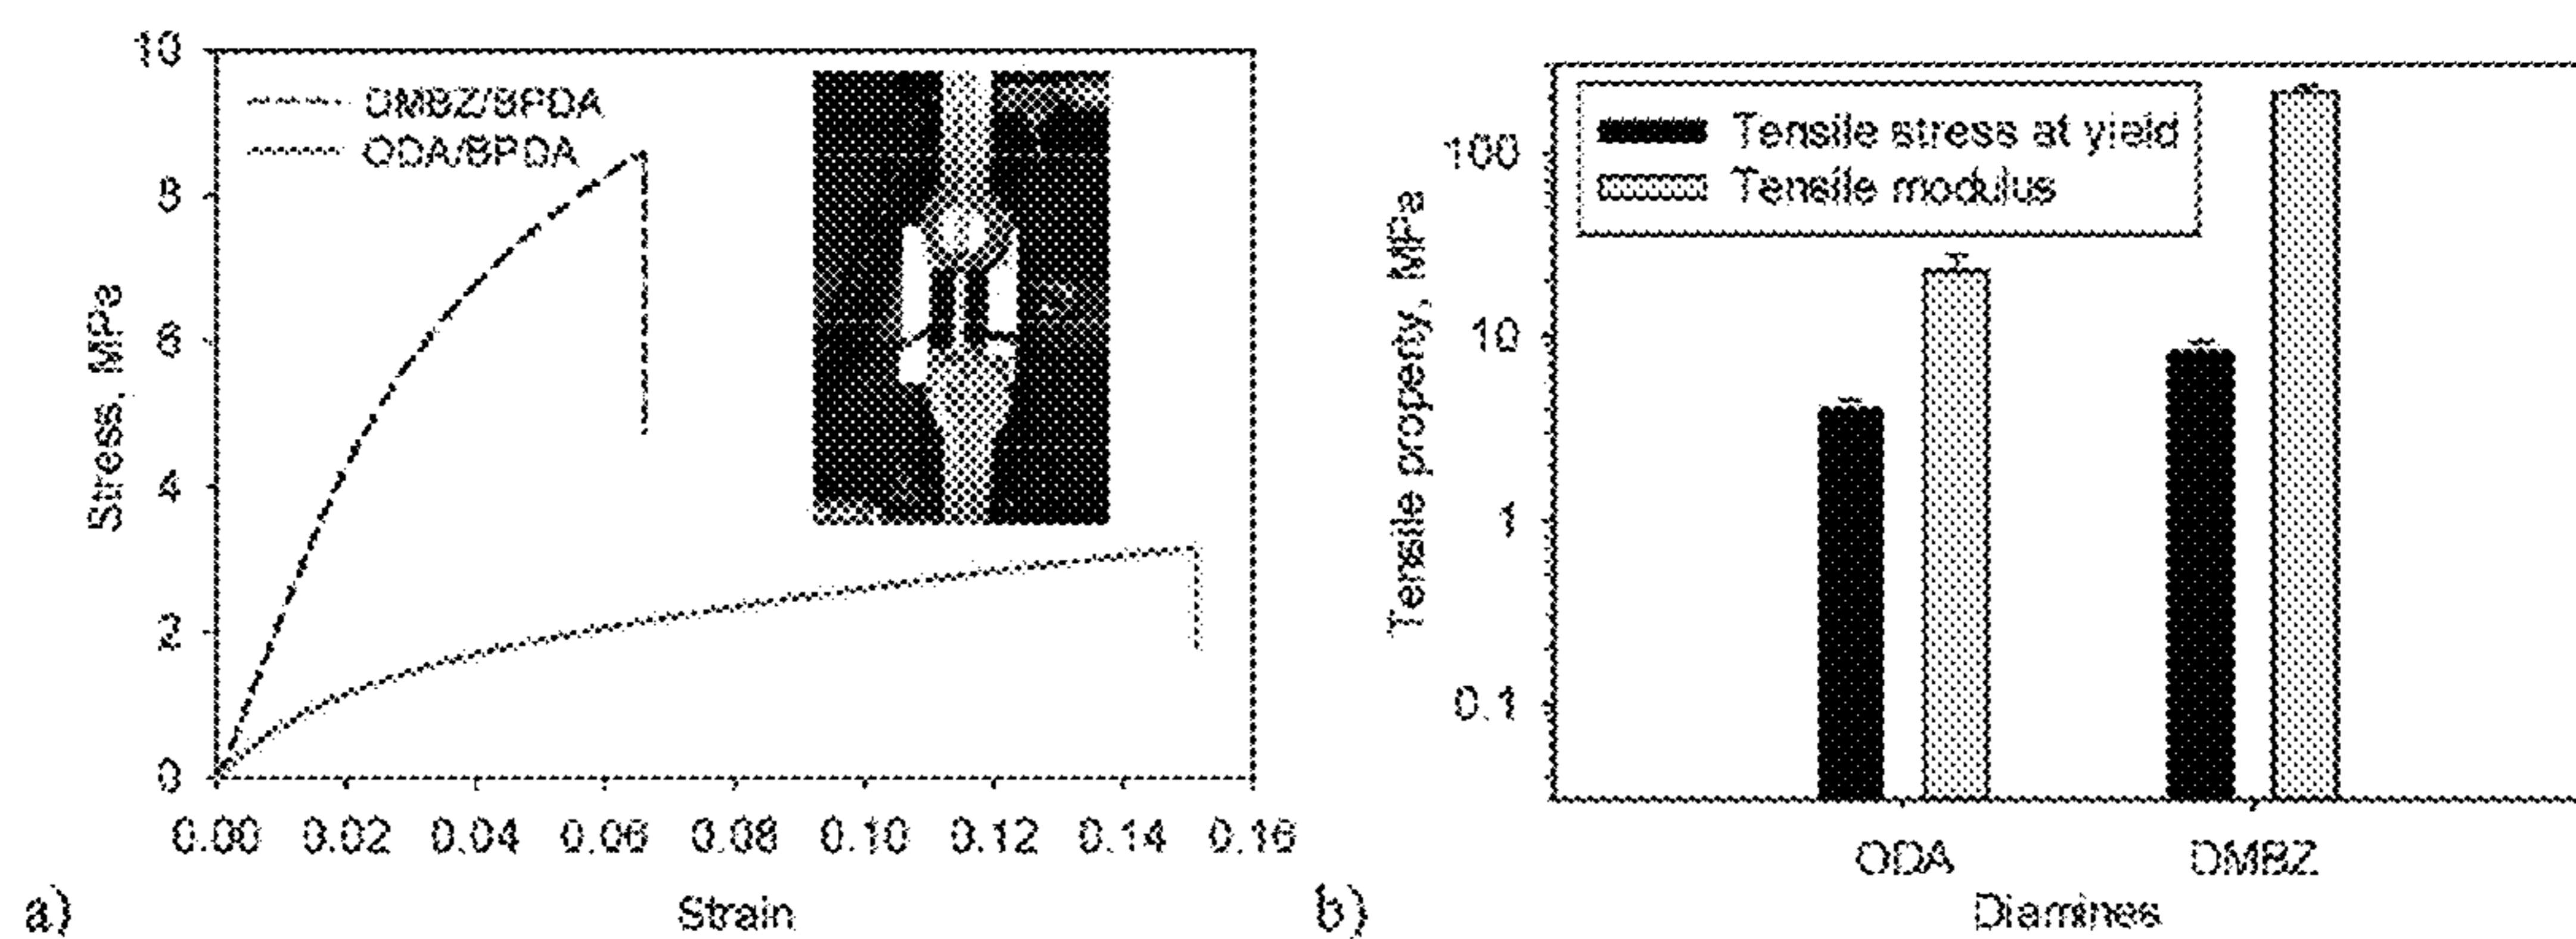 10
8
6
4
2
0
Stress, MPa
DMBZ/BPDA
ODA/BPDA
0.00 0.02 0.04 0.06 0.08 0.10 0.12 0.14 0.16
Strain
a)
100
10
1
0.1
Tensile property, MPa
Tensile stress at yield
Tensile modulus
ODA DMBZ
Diamines
b)